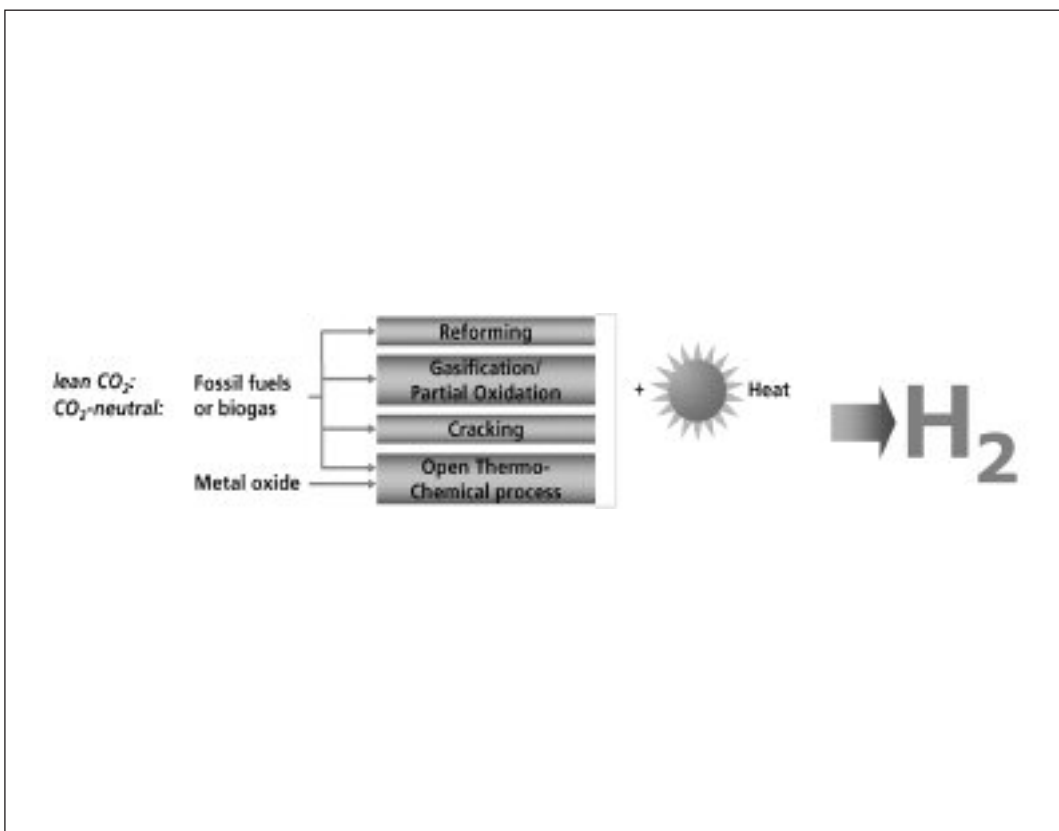 lean CO₂:
CO₂-neutral:
Fossil fuels
or biogas
Metal oxide
Reforming
Gasification/
Partial Oxidation
Cracking
Open Thermo-
Chemical process
+
Heat
H₂